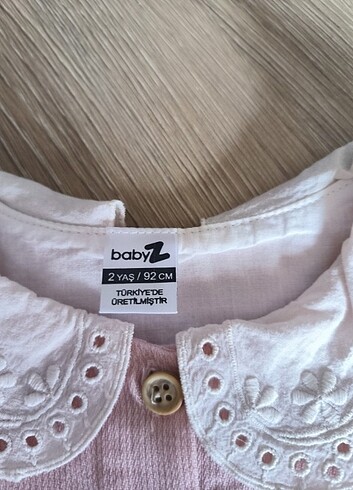 babyZ
2 YAŞ / 92 CM
TÜRKİYE'DE
ÜRETİLMİŞTİR